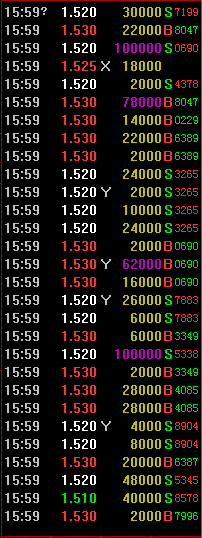 15:59? 1.520 30000 S 7199
15:59 1.530 22000 B 8047
15:59 1.520 100000 S 0690
15:59 1.525 X 18000
15:59 1.520 2000 S 4378
15:59 1.530 78000 B 8047
15:59 1.530 14000 B 0229
15:59 1.530 22000 B 6389
15:59 1.530 2000 B 6389
15:59 1.520 24000 S 3265
15:59 1.520 Y 2000 S 3265
15:59 1.520 10000 S 3265
15:59 1.520 24000 S 3265
15:59 1.530 2000 B 0690
15:59 1.530 Y 62000 B 0690
15:59 1.530 16000 B 0690
15:59 1.520 Y 26000 S 7883
15:59 1.520 6000 S 7883
15:59 1.530 6000 B 3349
15:59 1.520 100000 S 5338
15:59 1.530 2000 B 3349
15:59 1.530 28000 B 4085
15:59 1.530 28000 B 4085
15:59 1.520 Y 4000 S 8904
15:59 1.520 8000 S 8904
15:59 1.530 20000 B 6387
15:59 1.520 48000 S 5345
15:59 1.510 40000 S 8578
15:59 1.530 2000 B 7996